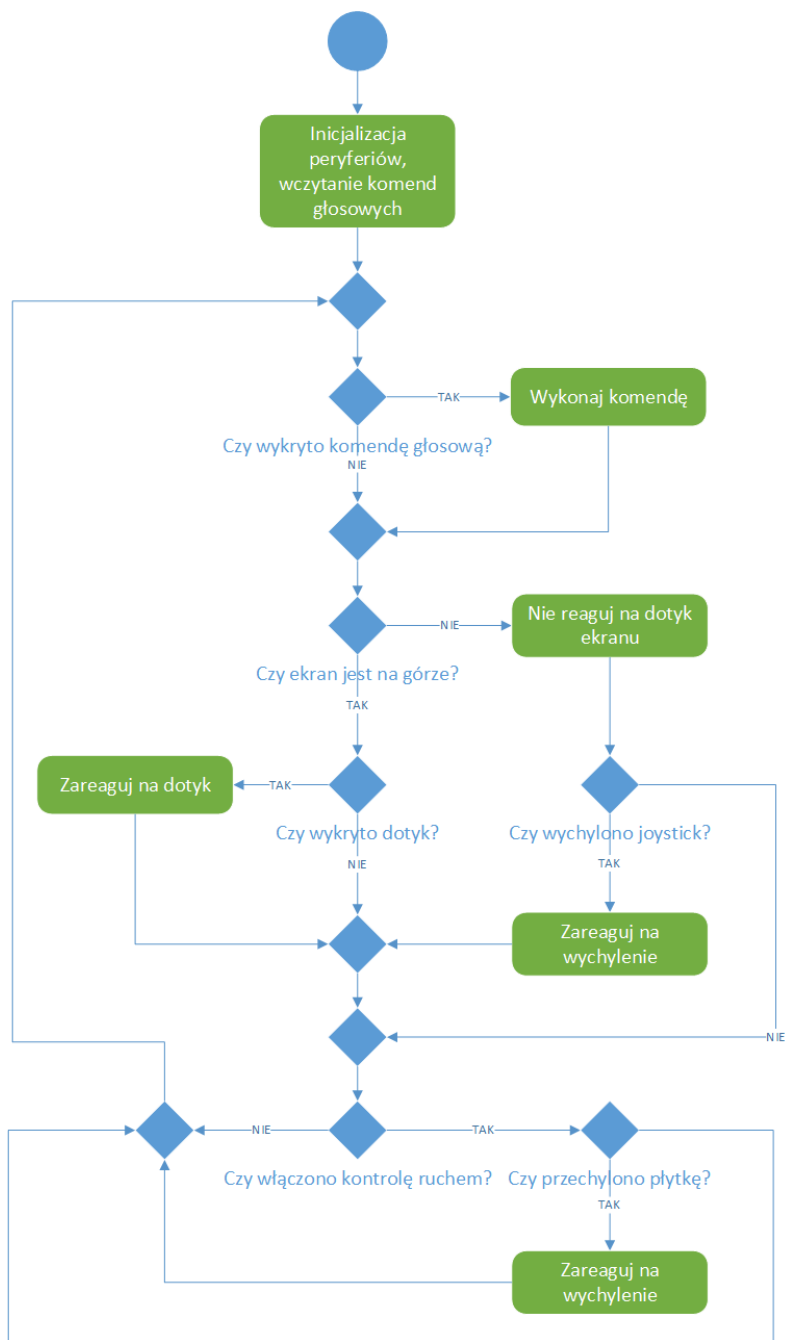 Inicjalizacja
peryferiów,
wczytanie komend
głosowych
TAK
Wykonaj komendę
Czy wykryto komendę głosową?
NIE
NIE
Nie reaguj na dotyk
ekranu
Czy ekran jest na górze?
TAK
Zareaguj na dotyk
TAK
Czy wykryto dotyk?
Czy wychylono joystick?
NIE
TAK
Zareaguj na
wychylenie
NIE
NIE
TAK
Czy włączono kontrolę ruchem?
Czy przechylono płytkę?
TAK
Zareaguj na
wychylenie